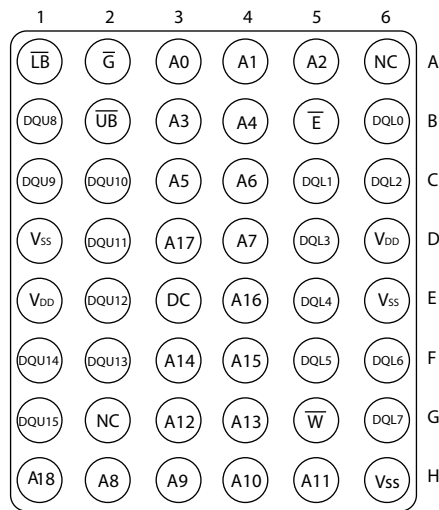 1 2 3 4 5 6
L̅B̅ G̅ A0 A1 A2 NC A
DQU8 U̅B̅ A3 A4 E̅ DQL0 B
DQU9 DQU10 A5 A6 DQL1 DQL2 C
Vss DQU11 A17 A7 DQL3 VDD D
VDD DQU12 DC A16 DQL4 Vss E
DQU14 DQU13 A14 A15 DQL5 DQL6 F
DQU15 NC A12 A13 W̅ DQL7 G
A18 A8 A9 A10 A11 Vss H